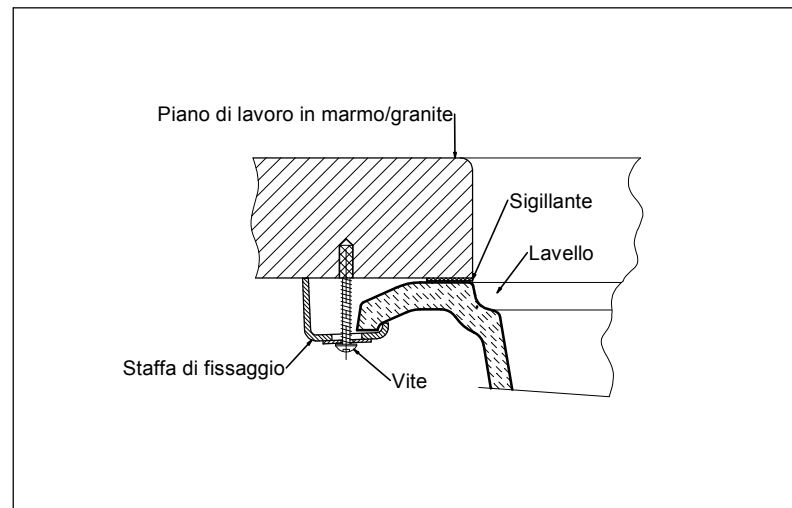 Piano di lavoro in marmo/granite
Sigillante
Lavello
Staffa di fissaggio
Vite